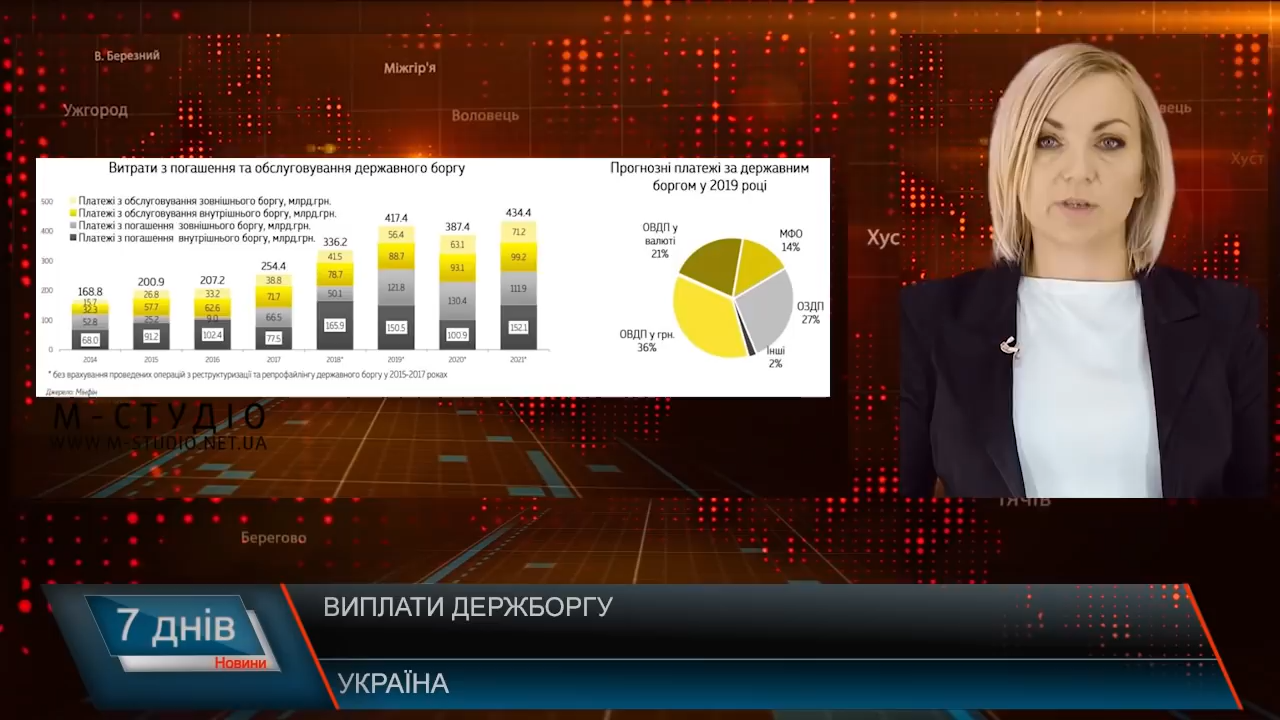 В. Березний
Міжгір'я
Ужгород
Воловець
Хуст
Хус
Витрати з погашення та обслуговування державного боргу
500
400
300
200
100
0
Платежі з обслуговування зовнішнього боргу, млрд.грн.
Платежі з обслуговування внутрішнього боргу, млрд.грн.
Платежі з погашення зовнішнього боргу, млрд.грн.
Платежі з погашення внутрішнього боргу, млрд.грн.
168.8 200.9 207.2 254.4 336.2 417.4 387.4 434.4
15.7 26.8 33.2 38.8 41.5 56.4 63.1 71.2
32.3 57.7 62.6 71.7 78.7 88.7 93.1 99.2
52.8 75.2 9.0 66.5 50.1 121.8 130.4 111.9
68.0 91.2 102.4 77.5 165.9 150.5 100.9 152.1
2014 2015 2016 2017 2018* 2019* 2020* 2021*
* без врахування проведених операцій з реструктуризації та репрофайлінгу державного боргу у 2015-2017 роках
Джерело: Мінфін
Прогнозні платежі за державним
боргом у 2019 році
ОВДП у
валюті
21%
МФО
14%
ОЗДП
27%
Інші
2%
ОВДП у грн.
36%
М-СТУДІО
WWW.M-STUDIO.NET.UA
ТЯЧІВ
Берегово
7 днів
Новини
ВИПЛАТИ ДЕРЖБОРГУ
УКРАЇНА